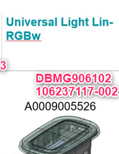 Universal Light Lin-
RGBw
3
DBMG906102
106237117-002
A0009005526